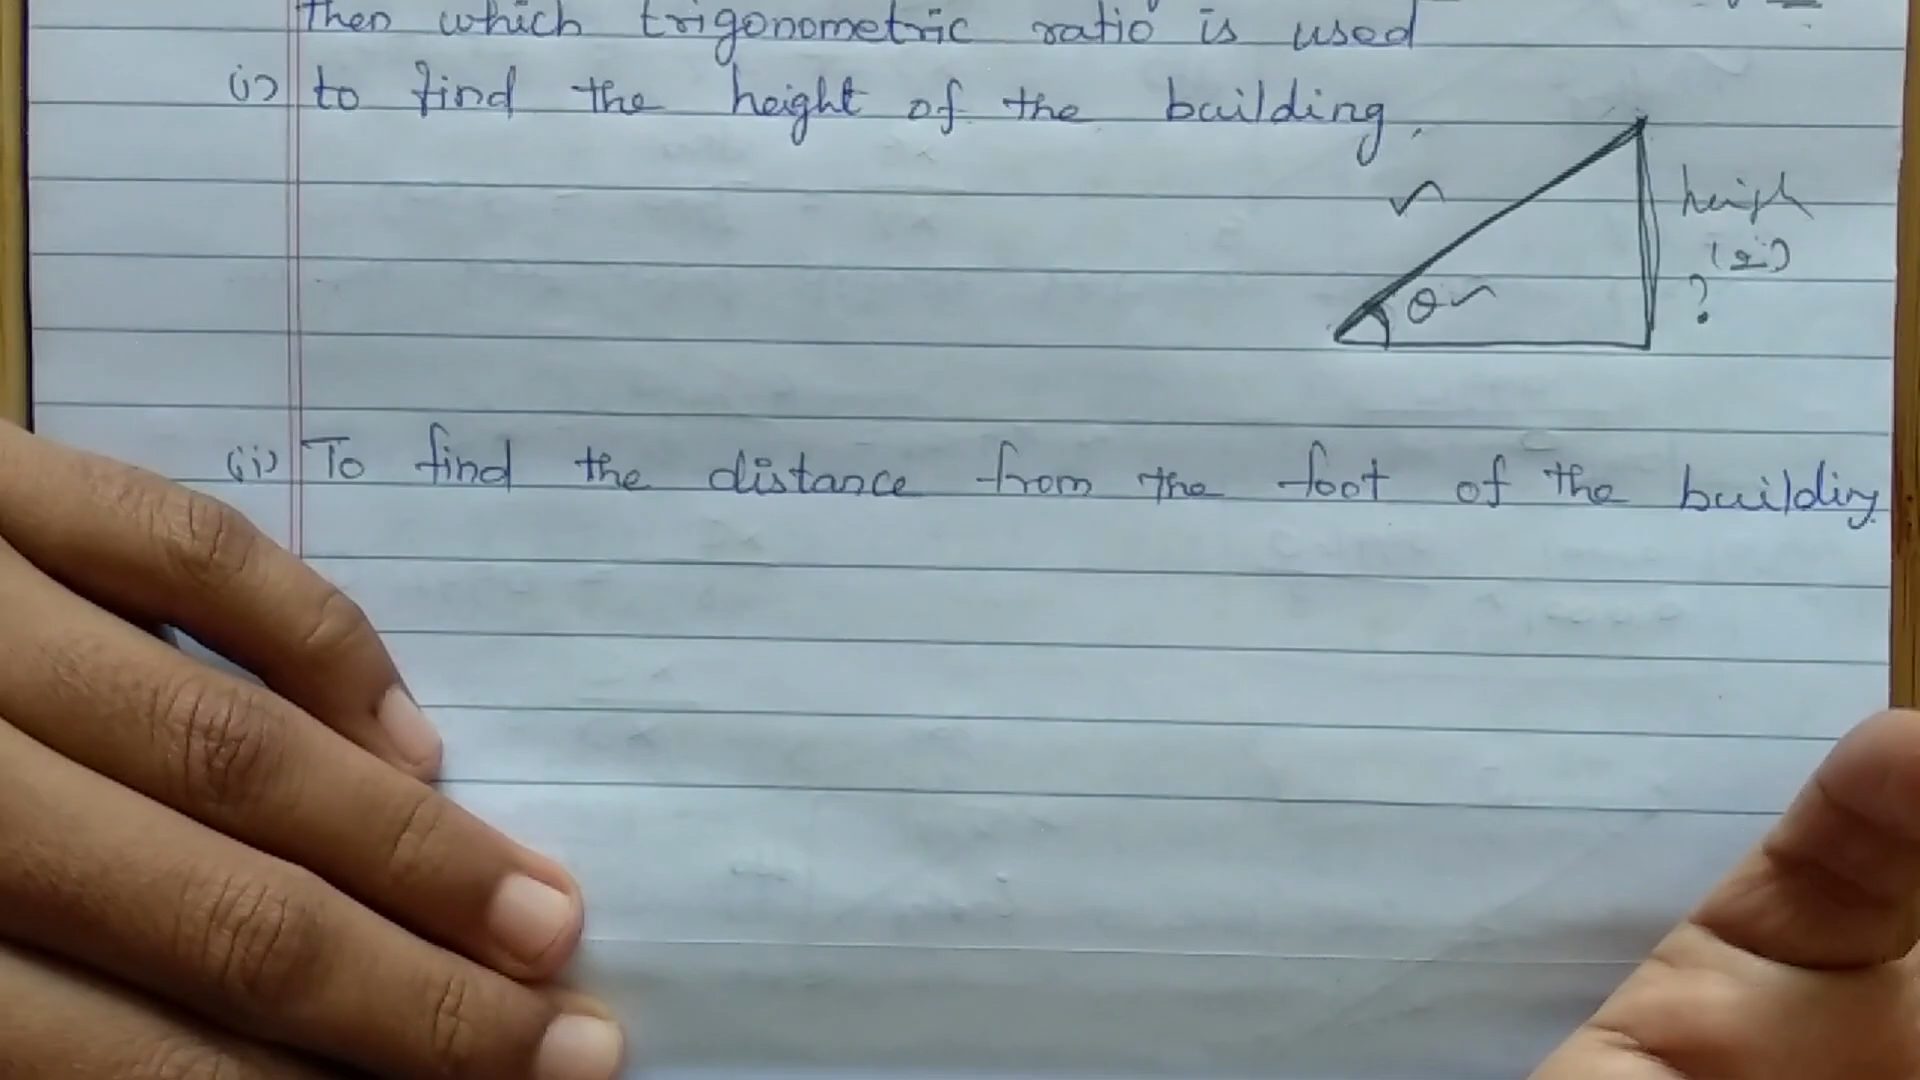 then which trigonometric ratio is used
(i) to find the height of the building.
heigh
(x)
θ
?
(ii) To find the distance from the foot of the building